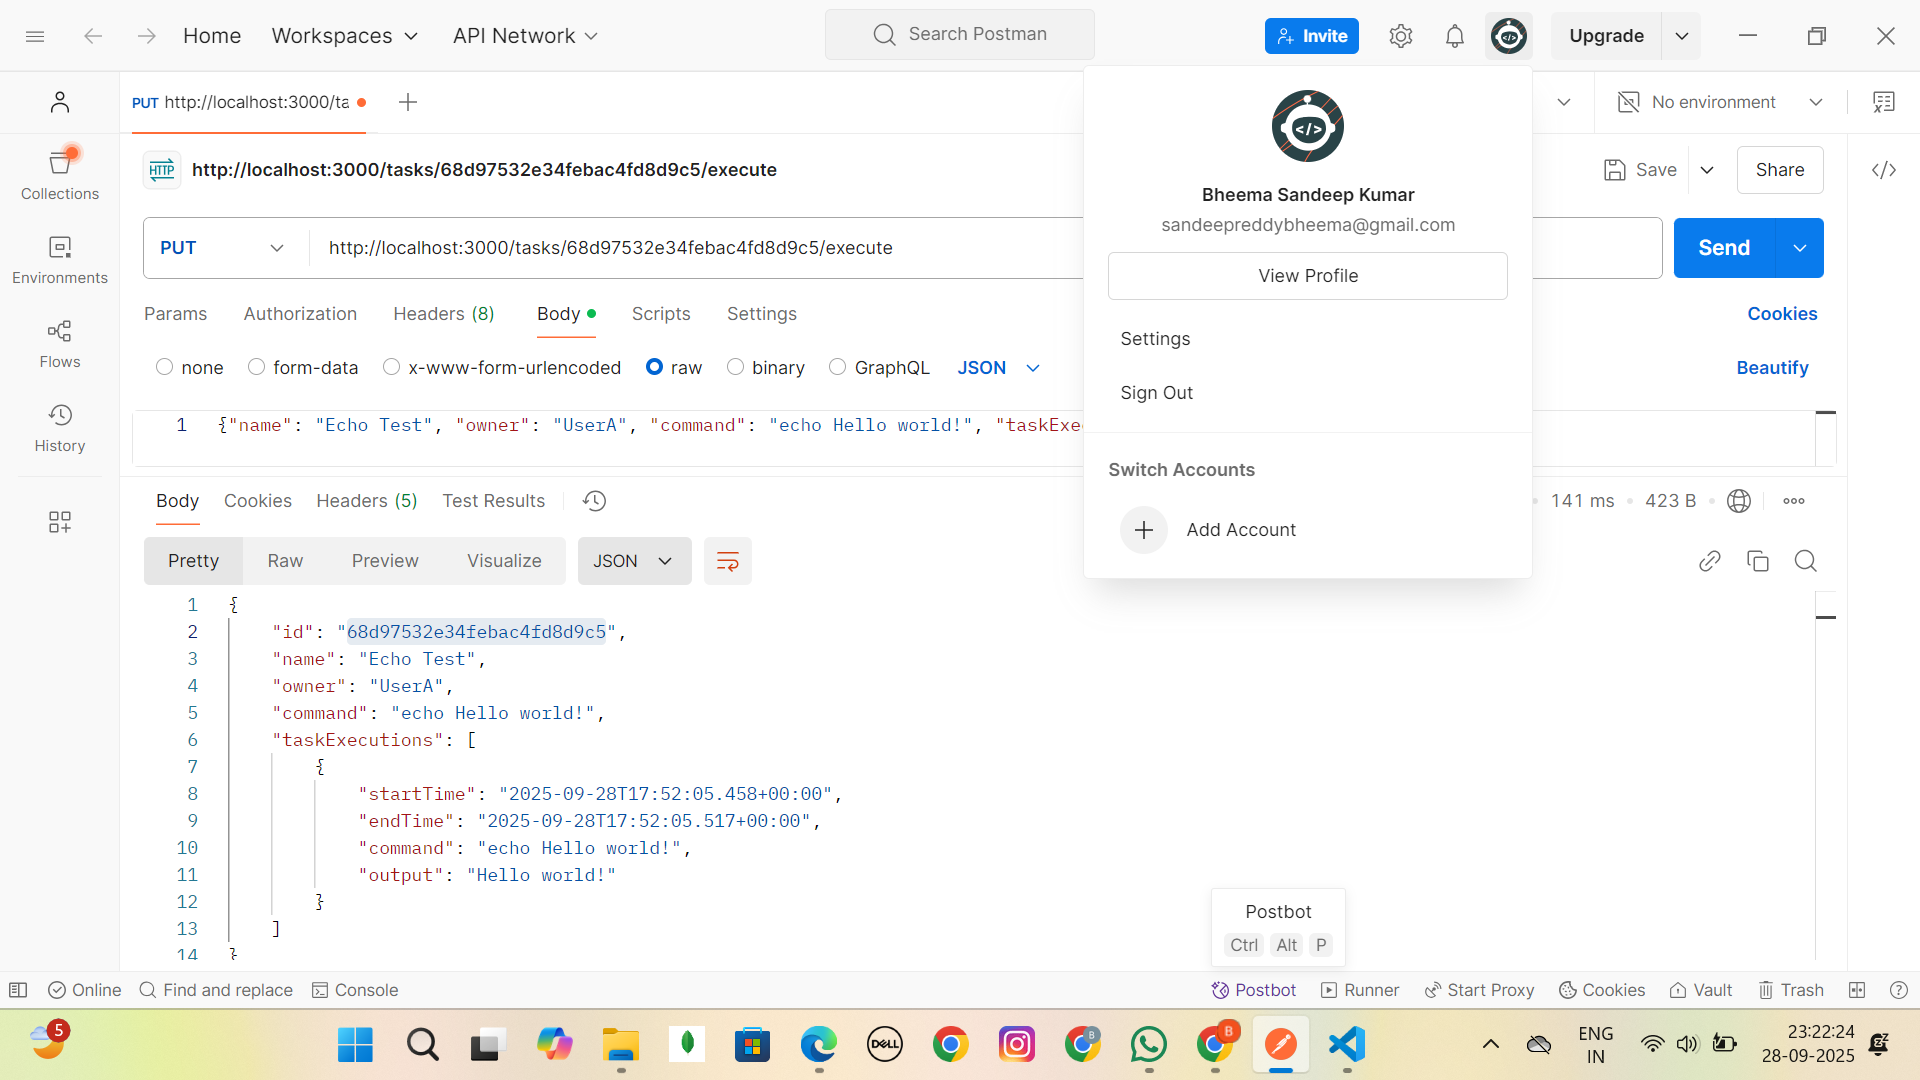 Home
Workspaces
API Network
Search Postman
Invite
Upgrade
PUT http://localhost:3000/ta
No environment
HTTP
http://localhost:3000/tasks/68d97532e34febac4fd8d9c5/execute
Save
Share
PUT
http://localhost:3000/tasks/68d97532e34febac4fd8d9c5/execute
Send
Params
Authorization
Headers (8)
Body
Scripts
Settings
Cookies
none
form-data
x-www-form-urlencoded
raw
binary
GraphQL
JSON
Beautify
1 {"name": "Echo Test", "owner": "UserA", "command": "echo Hello world!", "taskExe
Collections
Environments
Flows
History
</>
Bheema Sandeep Kumar
sandeepreddybheema@gmail.com
View Profile
Settings
Sign Out
Switch Accounts
Add Account
Body
Cookies
Headers (5)
Test Results
141 ms
423 B
Pretty
Raw
Preview
Visualize
JSON
1 {
2 "id": "68d97532e34febac4fd8d9c5",
3 "name": "Echo Test",
4 "owner": "UserA",
5 "command": "echo Hello world!",
6 "taskExecutions": [
7 {
8 "startTime": "2025-09-28T17:52:05.458+00:00",
9 "endTime": "2025-09-28T17:52:05.517+00:00",
10 "command": "echo Hello world!",
11 "output": "Hello world!"
12 }
13 ]
14 }
Postbot
Ctrl Alt P
Online
Find and replace
Console
Postbot
Runner
Start Proxy
Cookies
Vault
Trash
5
DELL
B
B
ENG
IN
23:22:24
28-09-2025